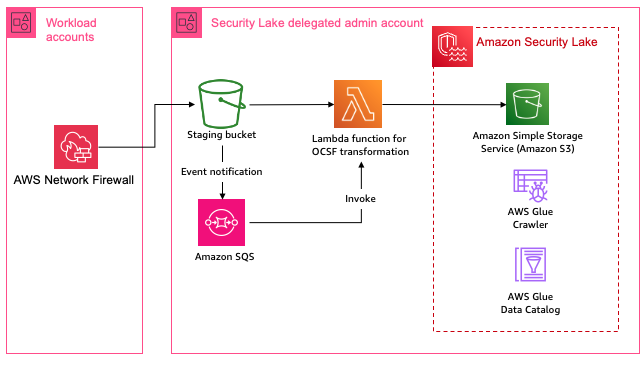 Workload
accounts
Security Lake delegated admin account
Amazon Security Lake
Staging bucket
Lambda function for
OCSF transformation
Amazon Simple Storage
Service (Amazon S3)
AWS Network Firewall
Event notification
Invoke
Amazon SQS
AWS Glue
Crawler
AWS Glue
Data Catalog